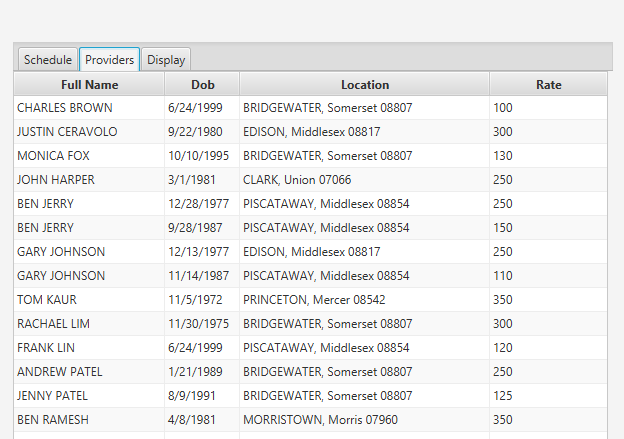 Schedule Providers Display
Full Name Dob Location Rate
CHARLES BROWN 6/24/1999 BRIDGEWATER, Somerset 08807 100
JUSTIN CERAVOLO 9/22/1980 EDISON, Middlesex 08817 300
MONICA FOX 10/10/1995 BRIDGEWATER, Somerset 08807 130
JOHN HARPER 3/1/1981 CLARK, Union 07066 250
BEN JERRY 12/28/1977 PISCATAWAY, Middlesex 08854 250
BEN JERRY 9/28/1987 PISCATAWAY, Middlesex 08854 150
GARY JOHNSON 12/13/1977 EDISON, Middlesex 08817 250
GARY JOHNSON 11/14/1987 PISCATAWAY, Middlesex 08854 110
TOM KAUR 11/5/1972 PRINCETON, Mercer 08542 350
RACHAEL LIM 11/30/1975 BRIDGEWATER, Somerset 08807 300
FRANK LIN 6/24/1999 PISCATAWAY, Middlesex 08854 120
ANDREW PATEL 1/21/1989 BRIDGEWATER, Somerset 08807 250
JENNY PATEL 8/9/1991 BRIDGEWATER, Somerset 08807 125
BEN RAMESH 4/8/1981 MORRISTOWN, Morris 07960 350